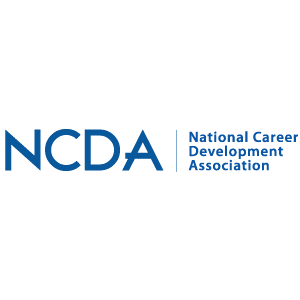 NCDA
National Career
Development
Association